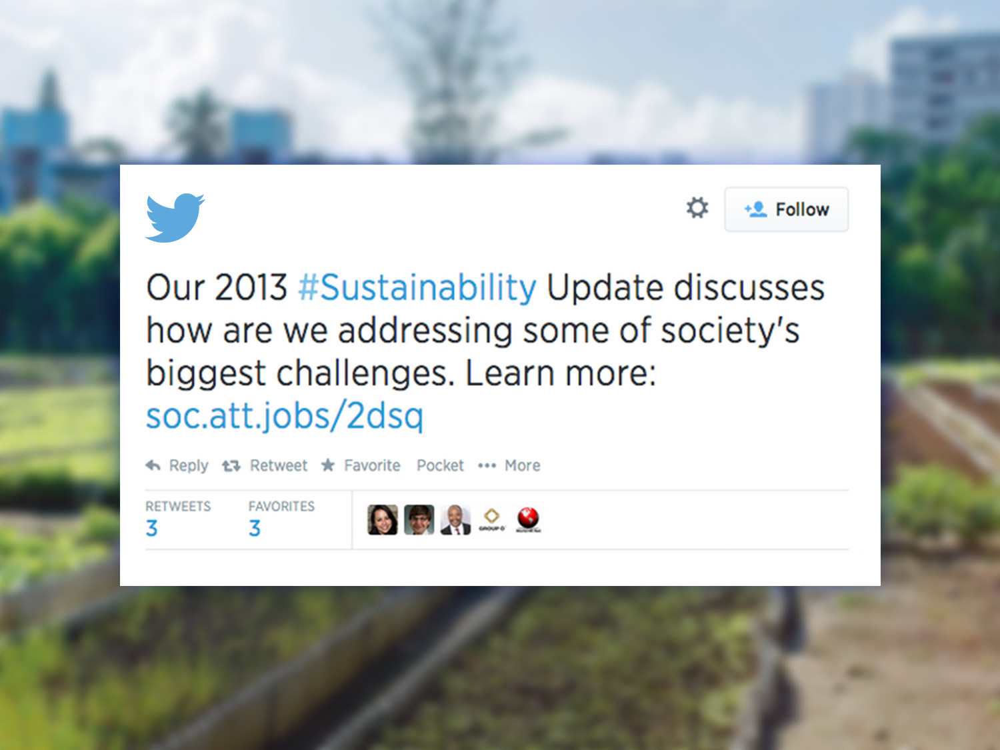 Follow
Our 2013 #Sustainability Update discusses
how are we addressing some of society's
biggest challenges. Learn more:
soc.att.jobs/2dsq
Reply Retweet Favorite Pocket More
RETWEETS FAVORITES
3 3
GROUP O